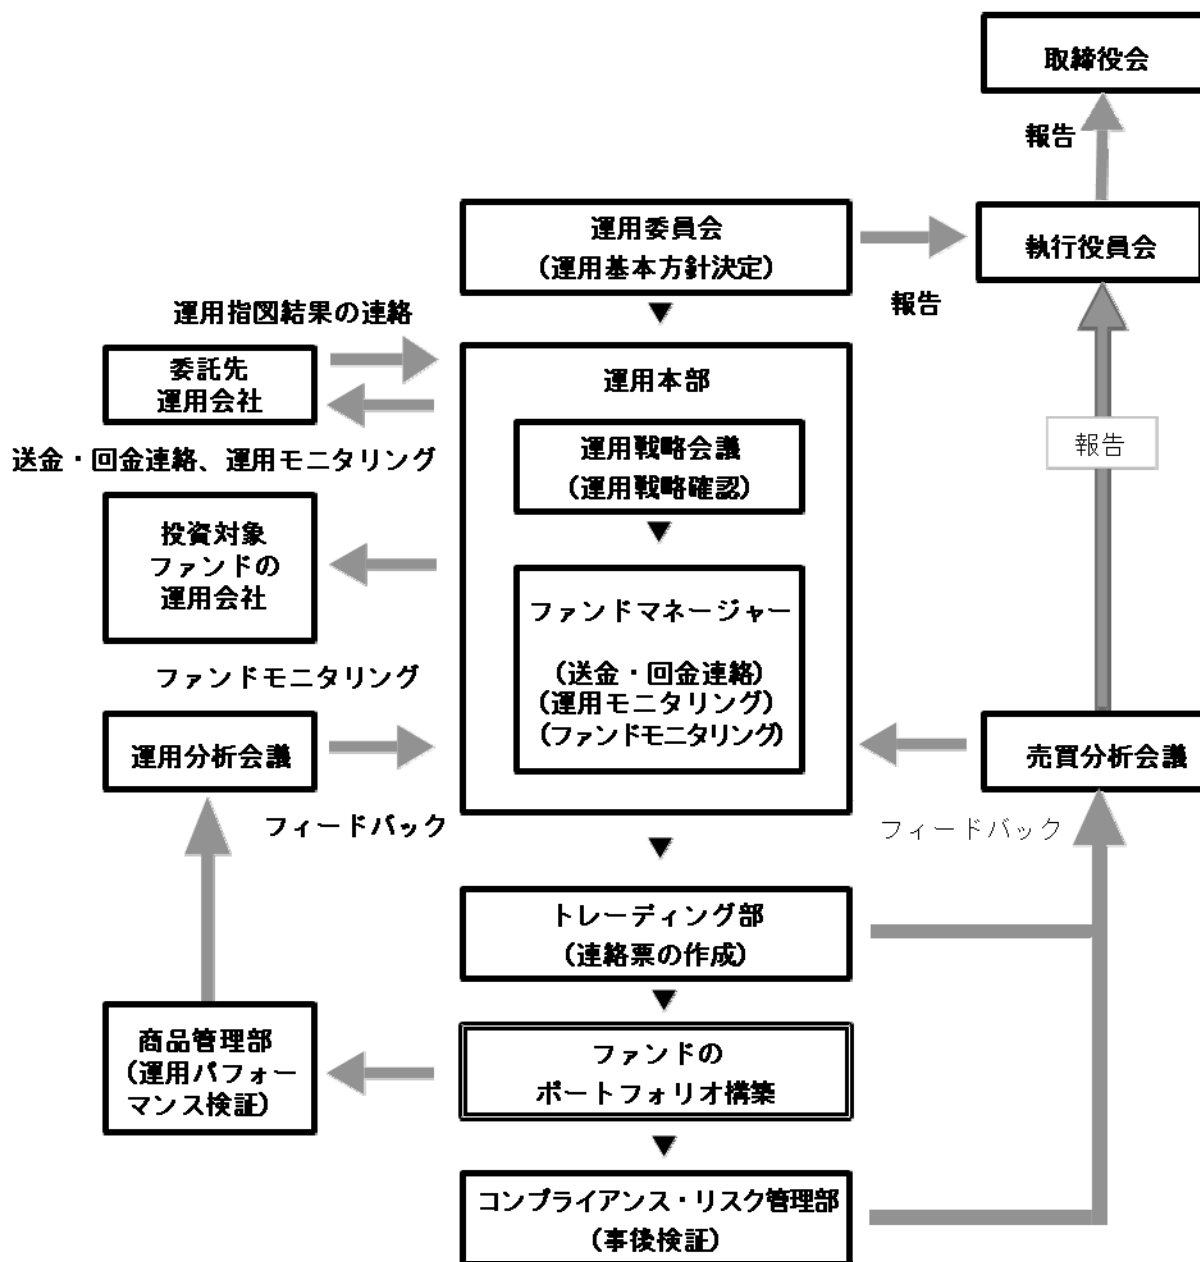 取締役会
報告
運用委員会
(運用基本方針決定)
執行役員会
報告
運用指図結果の連絡
委託先
運用会社
運用本部
送金・回金連絡、運用モニタリング
運用戦略会議
(運用戦略確認)
報告
投資対象
ファンドの
運用会社
ファンドマネージャー
(送金・回金連絡)
(運用モニタリング)
(ファンドモニタリング)
ファンドモニタリング
運用分析会議
売買分析会議
フィードバック
フィードバック
トレーディング部
(連絡票の作成)
商品管理部
(運用パフォー
マンス検証)
ファンドの
ポートフォリオ構築
コンプライアンス・リスク管理部
(事後検証)